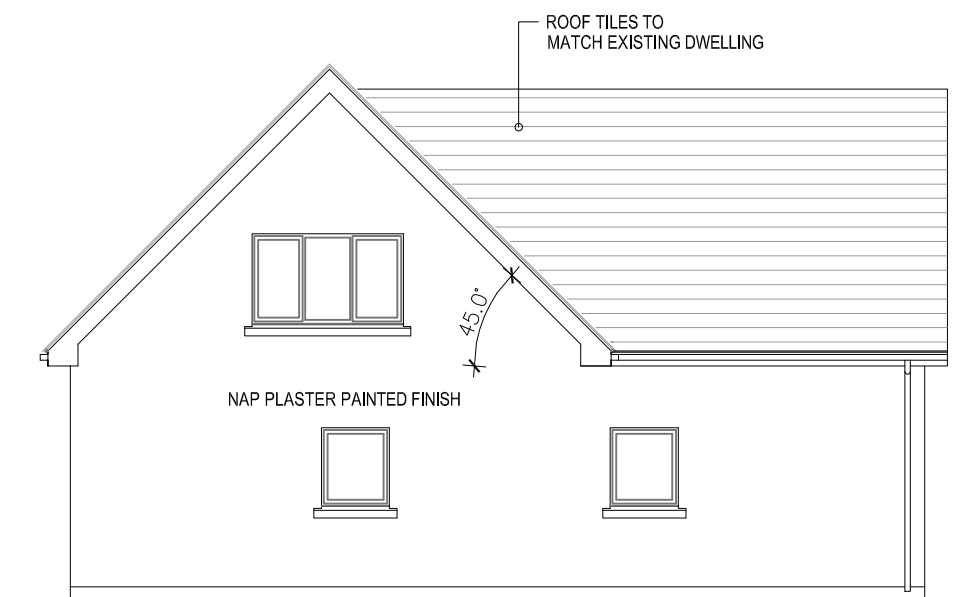 ROOF TILES TO
MATCH EXISTING DWELLING
45.0°
NAP PLASTER PAINTED FINISH